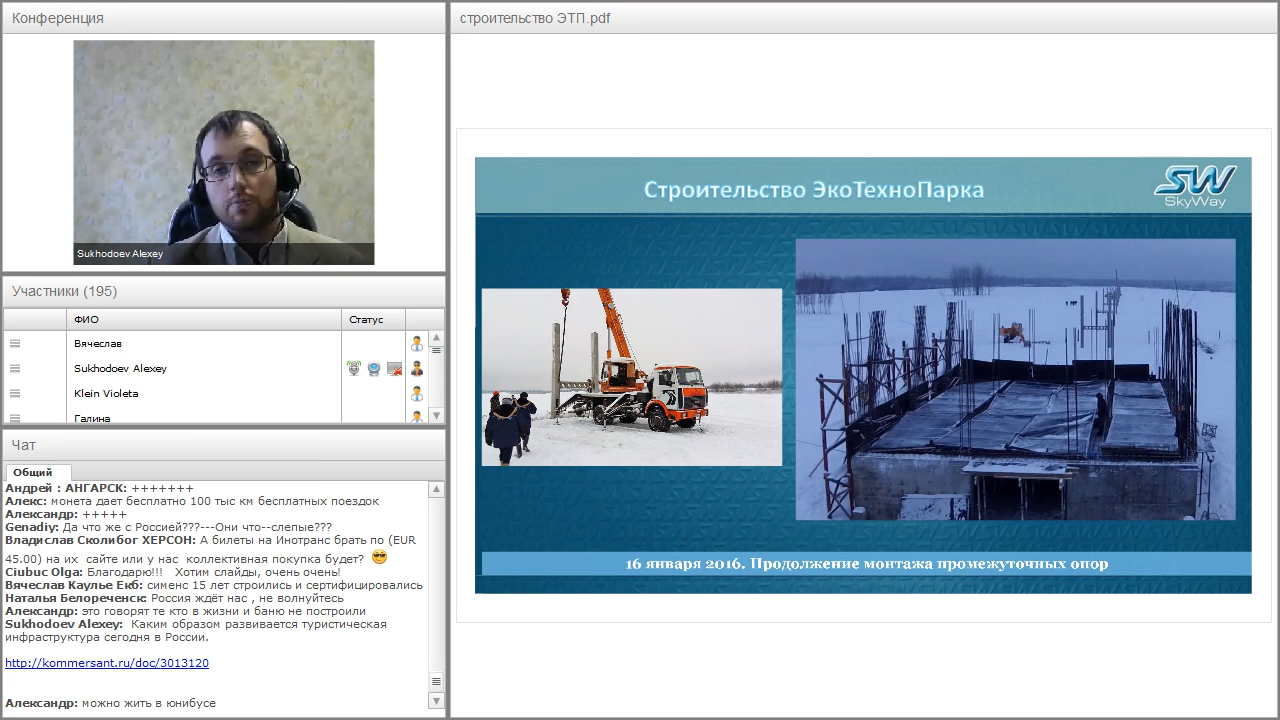 Конференция
Sukhodoev Alexey
Участники (195)
ФИО
Статус
Вячеслав
Sukhodoev Alexey
Klein Violeta
Галина
Чат
Общий
Андрей : АНГАРСК: +++++++
Алекс: монета дает бесплатно 100 тыс км бесплатных поездок
Александр: +++++
Genadiy: Да что же с Россией???---Они что--слепые???
Владислав Сколибог ХЕРСОН: А билеты на Инотранс брать по (EUR
45.00) на их сайте или у нас коллективная покупка будет?
Ciubuc Olga: Благодарю!!! Хотим слайды, очень очень!
Вячеслав Каулье Екб: сименс 15 лет строились и сертифицировались
Наталья Белореченск: Россия ждёт нас , не волнуйтесь
Александр: это говорят те кто в жизни и баню не построили
Sukhodoev Alexey: Каким образом развивается туристическая
инфраструктура сегодня в России.
http://kommersant.ru/doc/3013120
Александр: можно жить в юнибусе
строительство ЭТП.pdf
Строительство ЭкоТехноПарка
SW
SkyWay
16 января 2016. Продолжение монтажа промежуточных опор